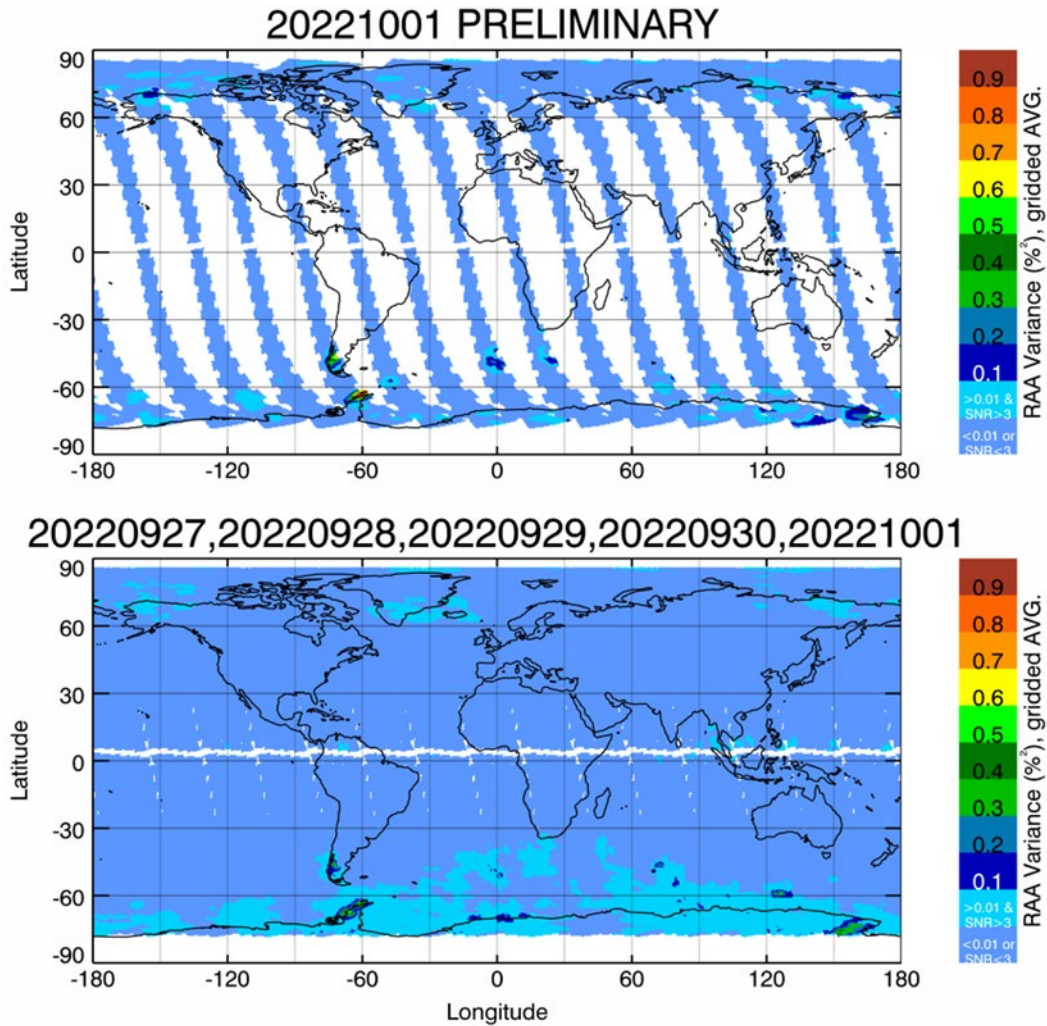 20221001 PRELIMINARY
90
60
30
0
-30
-60
-90
Latitude
-180 -120 -60 0 60 120 180
0.9
0.8
0.7
0.6
0.5
0.4
0.3
0.2
0.1
>0.01 &
SNR>3
<0.01 or
SNR<3
RAA Variance (%²), gridded AVG.
20220927,20220928,20220929,20220930,20221001
90
60
30
0
-30
-60
-90
Latitude
-180 -120 -60 0 60 120 180
Longitude
0.9
0.8
0.7
0.6
0.5
0.4
0.3
0.2
0.1
>0.01 &
SNR>3
<0.01 or
SNR<3
RAA Variance (%²), gridded AVG.